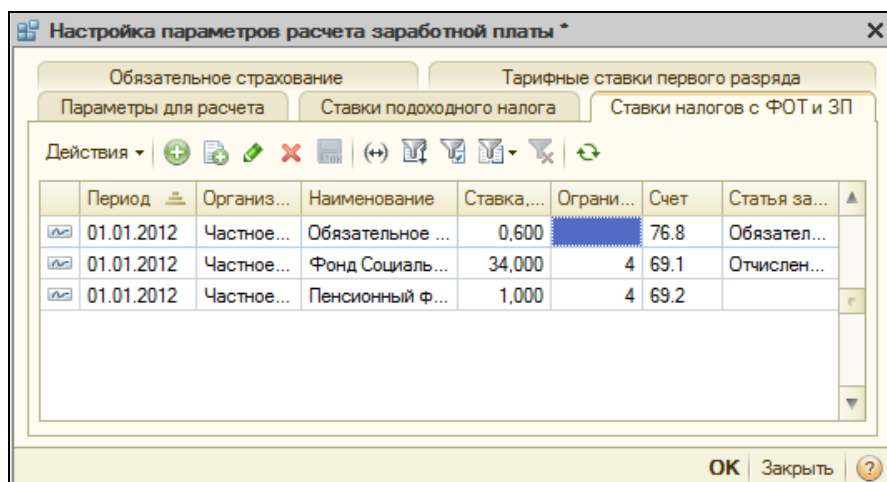 Настройка параметров расчета заработной платы *
Обязательное страхование Тарифные ставки первого разряда
Параметры для расчета Ставки подоходного налога Ставки налогов с ФОТ и ЗП
Действия
Период Организ... Наименование Ставка,... Ограни... Счет Статья за...
01.01.2012 Частное... Обязательное ... 0,600 76.8 Обязател...
01.01.2012 Частное... Фонд Социаль... 34,000 4 69.1 Отчислен...
01.01.2012 Частное... Пенсионный ф... 1,000 4 69.2
OK Закрыть ?